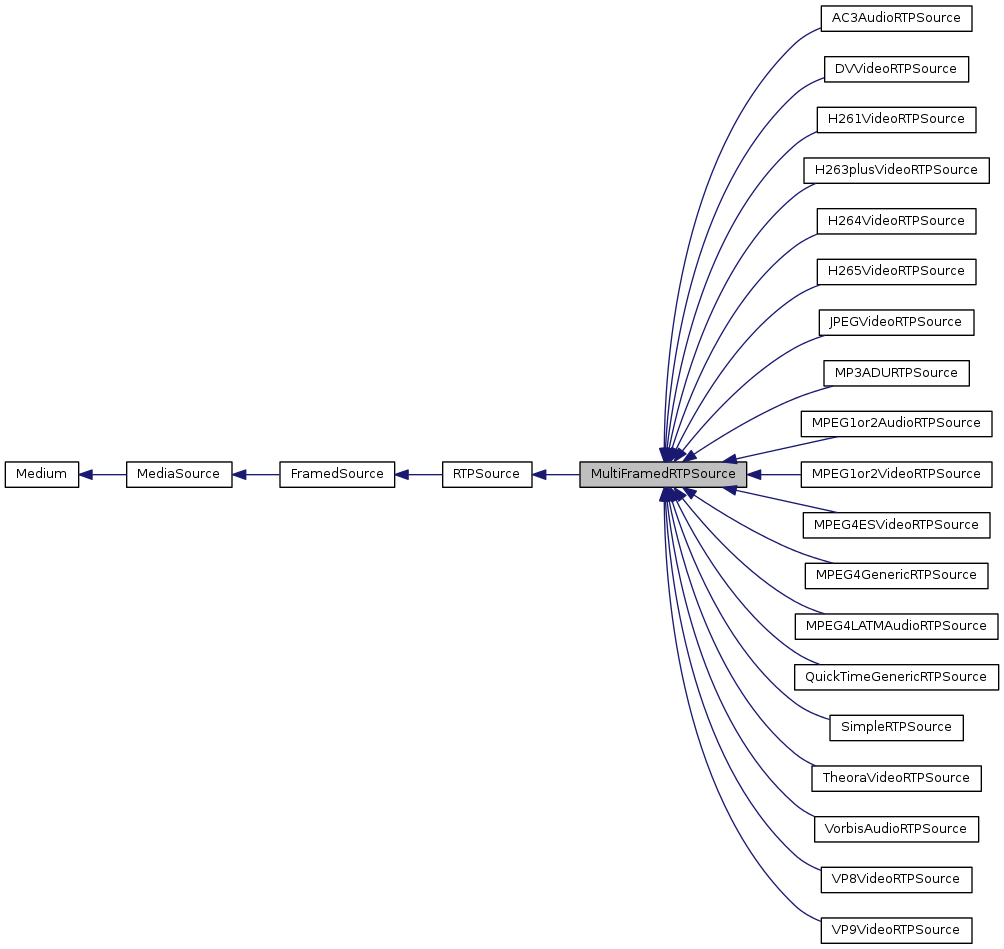 AC3AudioRTPSource
DVVideoRTPSource
H261VideoRTPSource
H263plusVideoRTPSource
H264VideoRTPSource
H265VideoRTPSource
JPEGVideoRTPSource
MP3ADURTPSource
MPEG1or2AudioRTPSource
Medium
MediaSource
FramedSource
RTPSource
MultiFramedRTPSource
MPEG1or2VideoRTPSource
MPEG4ESVideoRTPSource
MPEG4GenericRTPSource
MPEG4LATMAudioRTPSource
QuickTimeGenericRTPSource
SimpleRTPSource
TheoraVideoRTPSource
VorbisAudioRTPSource
VP8VideoRTPSource
VP9VideoRTPSource